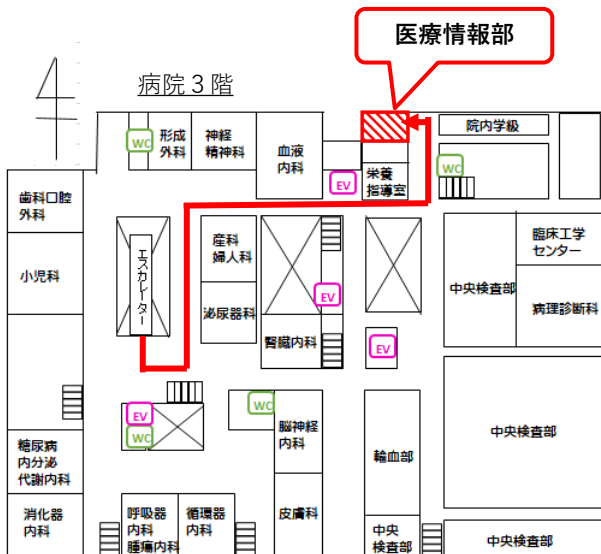 医療情報部
病院３階
WC
形成
外科
神経
精神科
血液
内科
EV
栄養
指導室
院内学級
WC
歯科口腔
外科
小児科
エスカレーター
産科
婦人科
泌尿器科
EV
腎臓内科
EV
中央検査部
臨床工学
センター
病理診断科
EV
WC
WC
脳神経
内科
輸血部
中央検査部
糖尿病
内分泌
代謝内科
消化器
内科
呼吸器
内科
腫瘍内科
循環器
内科
皮膚科
中央
検査部
中央検査部